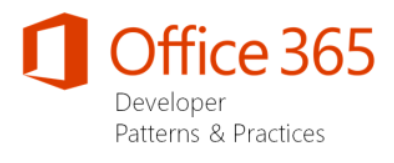 Office 365
Developer
Patterns & Practices